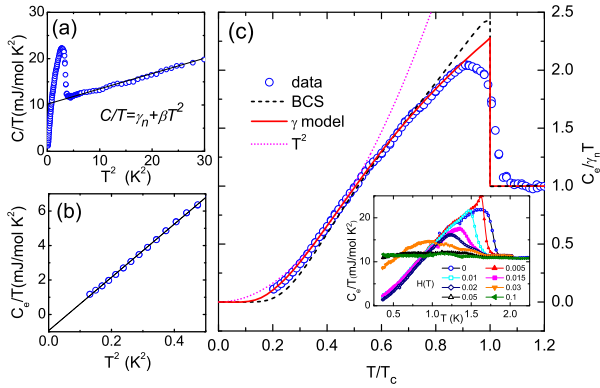 (a)
C/T(mJ/mol K²)
30
20
10
0
C/T=γₙ+βT²
0
10
20
30
T² (K²)
(b)
Cₑ/T(mJ/mol K²)
6
4
2
0
0.0
0.2
0.4
T² (K²)
(c)
data
BCS
γ model
T²
Cₑ/γₙT
2.5
2.0
1.5
1.0
0.5
0.0
0.0
0.2
0.4
0.6
0.8
1.0
1.2
T/T_C
Cₑ/T(mJ/mol K²)
20
10
0
H(T)
0
0.005
0.01
0.015
0.02
0.03
0.05
0.1
0.5
1.0
1.5
2.0
T (K)